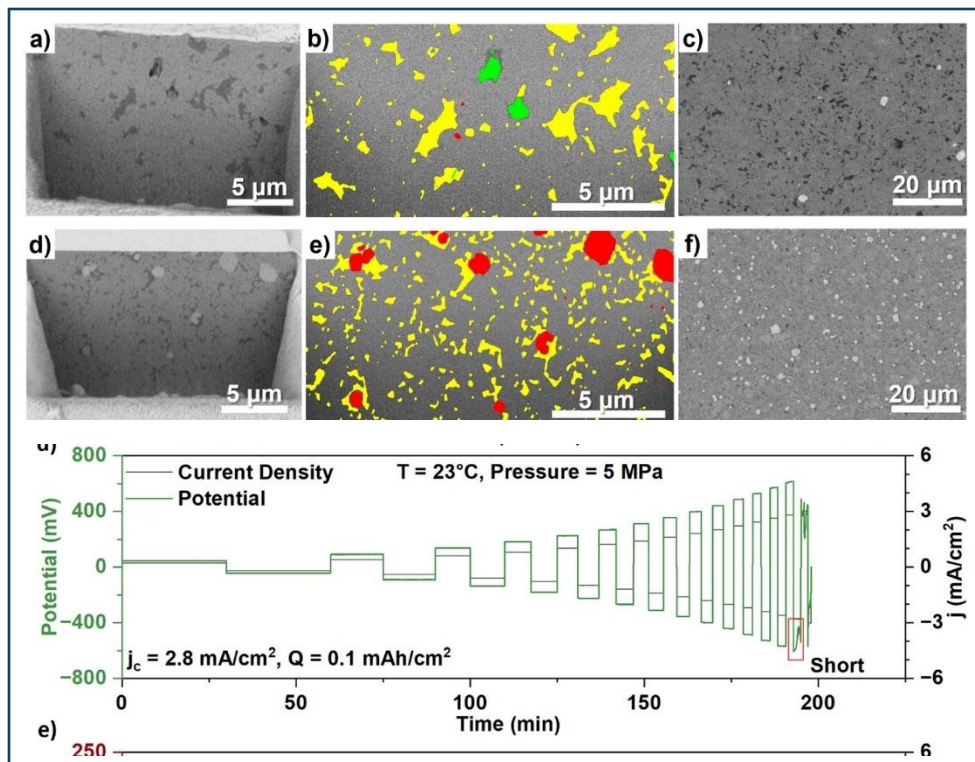 a)
b)
c)
5 µm
5 µm
20 µm
d)
e)
f)
5 µm
5 µm
20 µm
800
6
Current Density
T = 23°C, Pressure = 5 MPa
Potential
400
3
0
0
−400
−3
j_c = 2.8 mA/cm², Q = 0.1 mAh/cm²
Short
−800
−6
Potential (mV)
j (mA/cm²)
0
50
100
150
200
Time (min)
e)
250
6